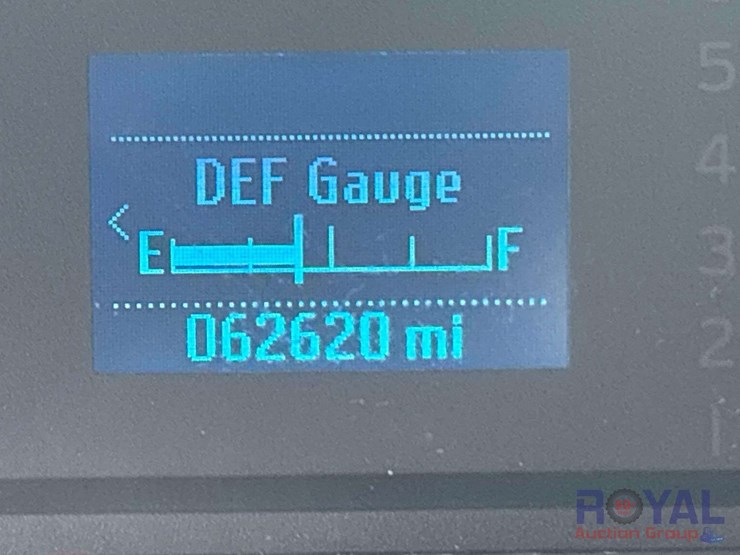 DEF Gauge
E F
062620 mi
5
4
3
2
1
ROYAL
Auction Group